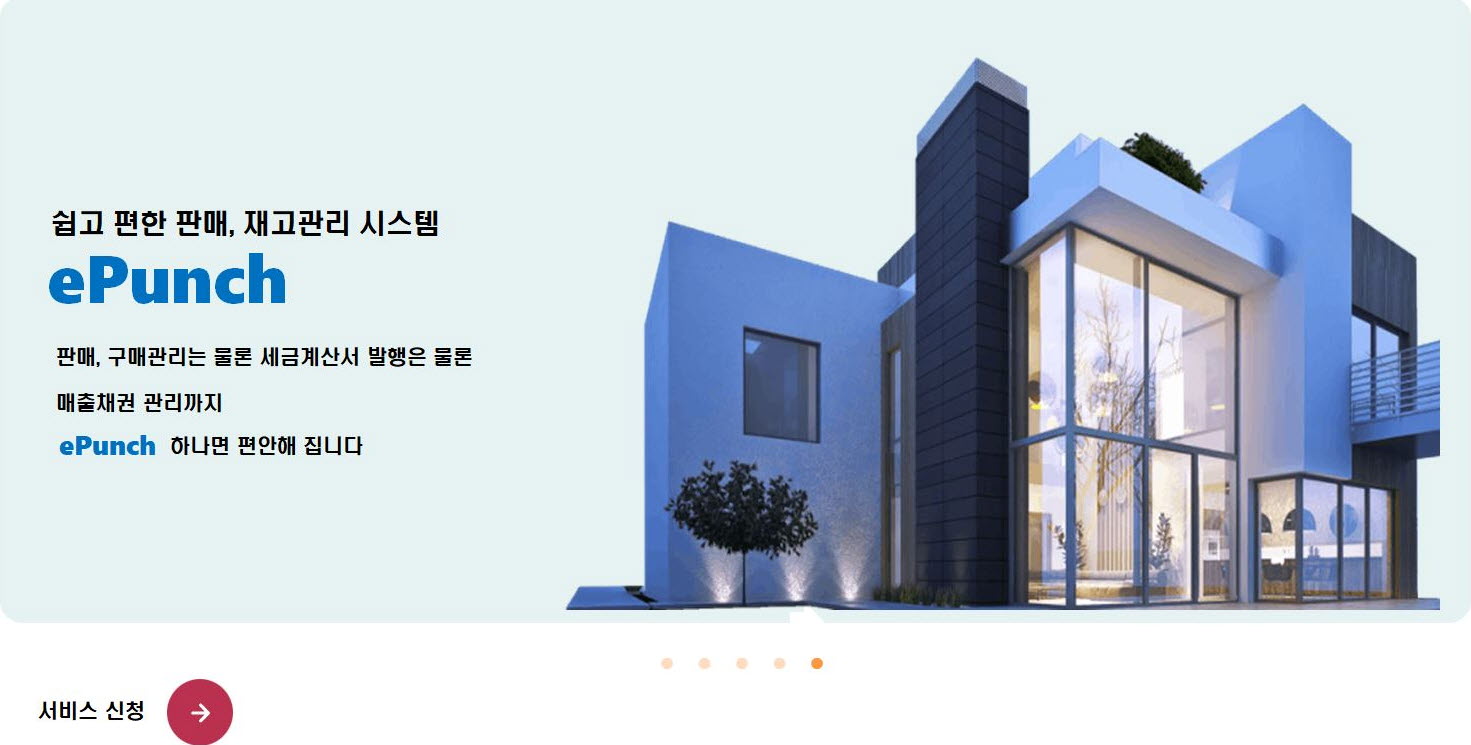 쉽고 편한 판매, 재고관리 시스템
ePunch
판매, 구매관리는 물론 세금계산서 발행은 물론
매출채권 관리까지
ePunch 하나면 편안해 집니다
서비스 신청